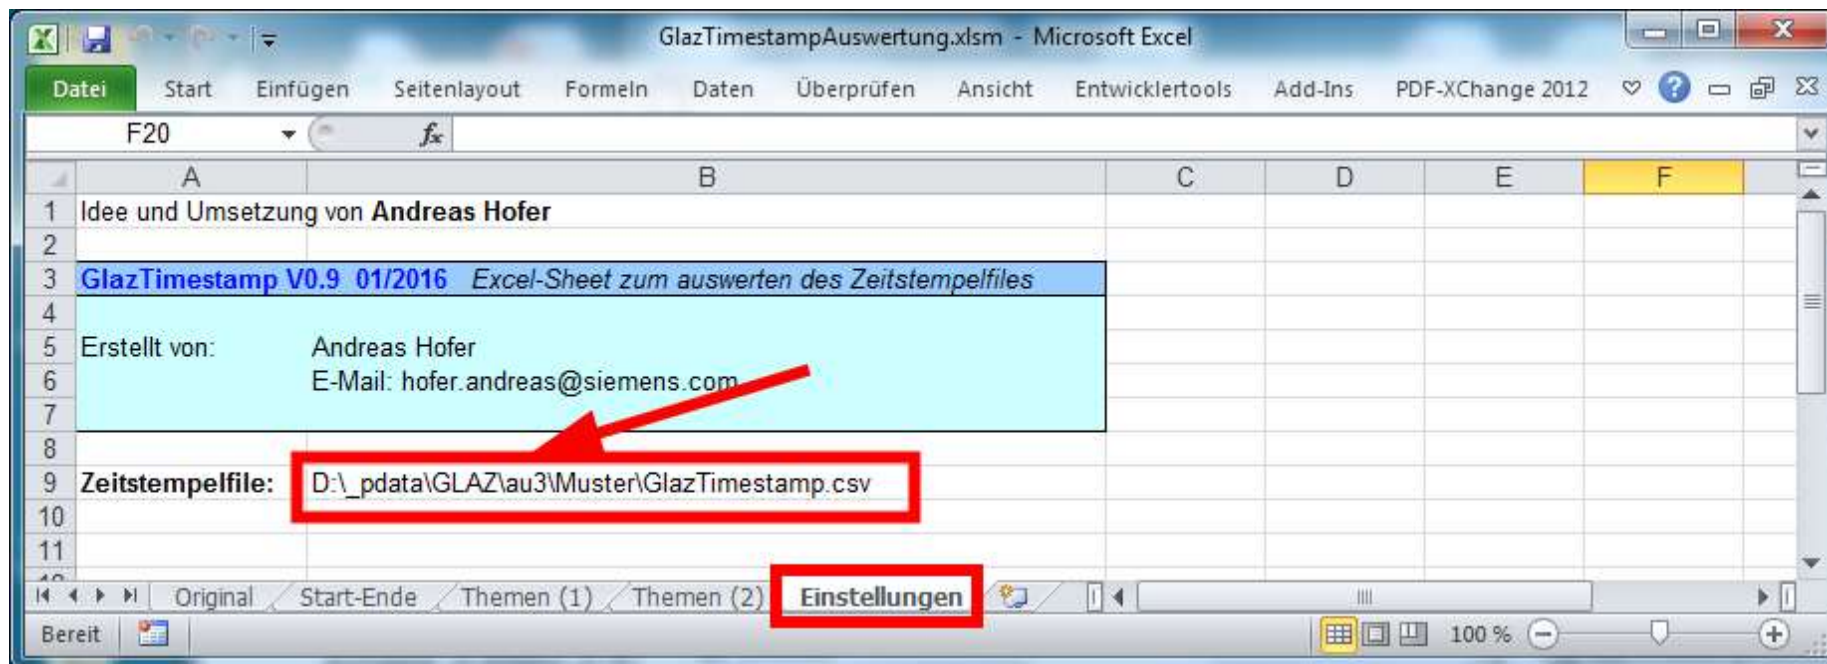 GlazTimestampAuswertung.xlsm - Microsoft Excel
Datei Start Einfügen Seitenlayout Formeln Daten Überprüfen Ansicht Entwicklertools Add-Ins PDF-XChange 2012
F20 fx
A B C D E F
1 Idee und Umsetzung von Andreas Hofer
2
3 GlazTimestamp V0.9 01/2016 Excel-Sheet zum auswerten des Zeitstempelfiles
4
5 Erstellt von: Andreas Hofer
6 E-Mail: hofer.andreas@siemens.com
7
8
9 Zeitstempelfile: D:\_pdata\GLAZ\au3\Muster\GlazTimestamp.csv
10
11
Original Start-Ende Themen (1) Themen (2) Einstellungen
Bereit 100 %